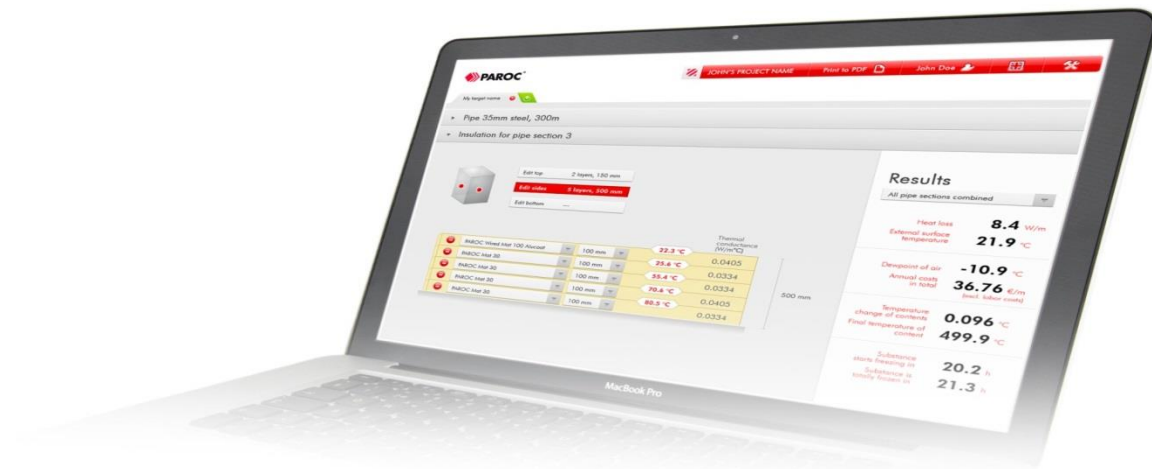 PAROC
JOHN'S PROJECT NAME
Print to PDF
John Doe
My target name
Pipe 35mm steel, 300m
Insulation for pipe section 3
Edit top 2 layers, 150 mm
Edit sides 5 layers, 500 mm
Edit bottom ---
Thermal
conductance
(W/m°C)
PAROC Wired Mat 100 Alucoat 100 mm 22.3 °C 0.0405
PAROC Mat 30 100 mm 25.6 °C 0.0334
PAROC Mat 30 100 mm 55.4 °C 0.0334
PAROC Mat 30 100 mm 70.6 °C 0.0405
PAROC Mat 30 100 mm 80.5 °C 0.0334
500 mm
Results
All pipe sections combined
Heat loss 8.4 W/m
External surface
temperature 21.9 °C
Dewpoint of air -10.9 °C
Annual costs
in total 36.76 €/m
(excl. labor costs)
Temperature
change of contents 0.096 °C
Final temperature of
content 499.9 °C
Substance
starts freezing in 20.2 h
Substance is
totally frozen in 21.3 h
MacBook Pro